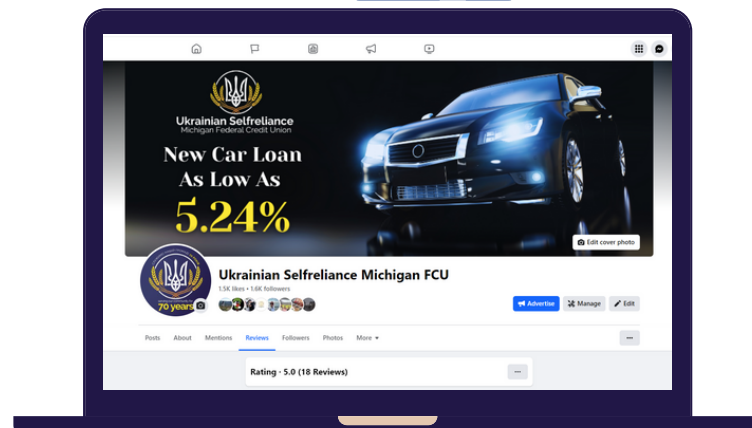 Ukrainian Selfreliance
Michigan Federal Credit Union
New Car Loan
As Low As
5.24%
Edit cover photo
70 years
Ukrainian Selfreliance Michigan FCU
1.5K likes • 1.6K followers
Advertise Manage Edit
Posts About Mentions Reviews Followers Photos More
Rating · 5.0 (18 Reviews)